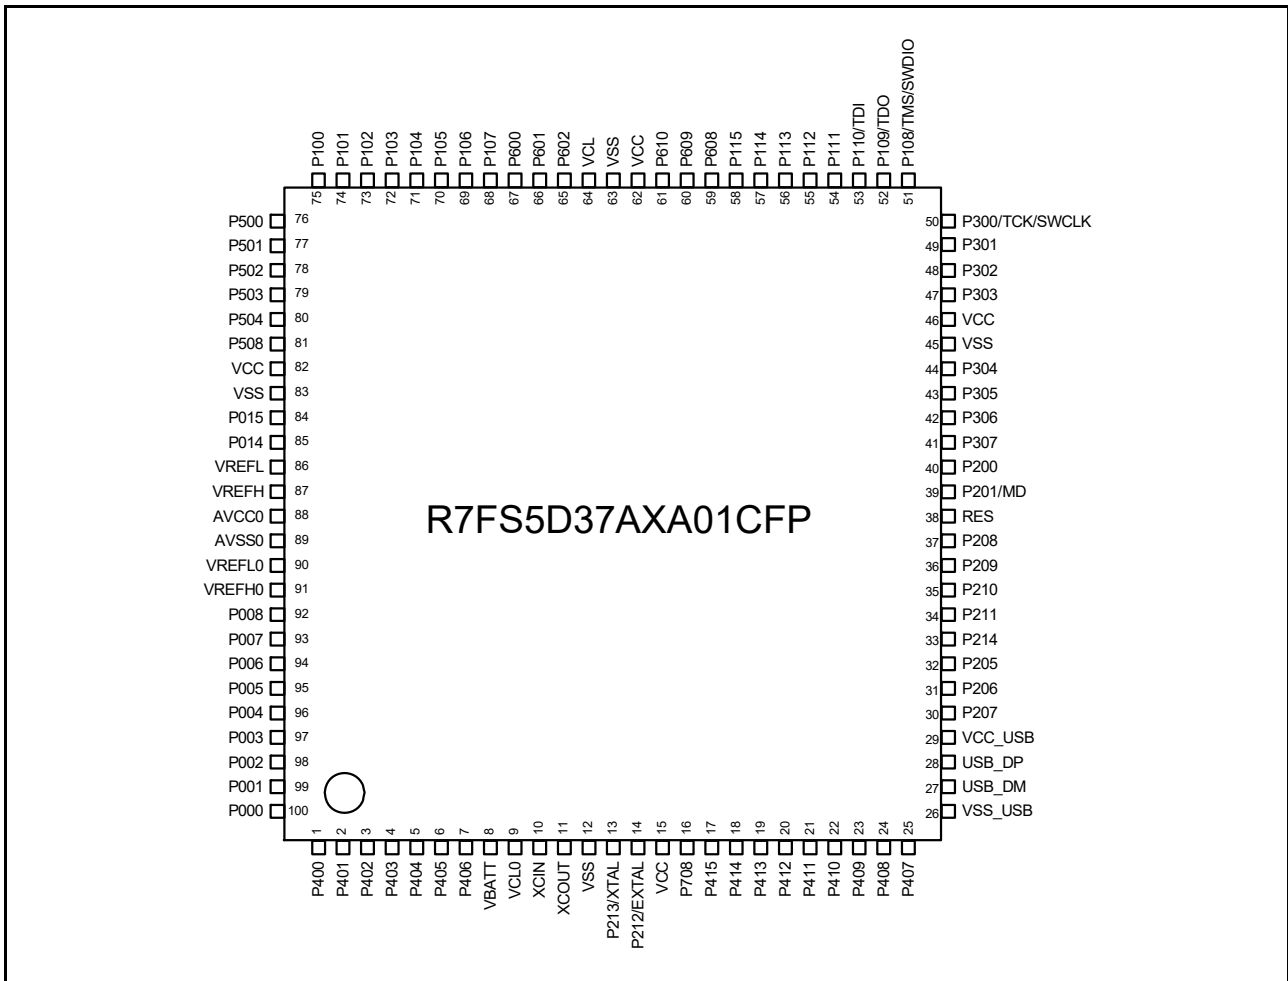 P100 P101 P102 P103 P104 P105 P106 P107 P600 P601 P602 VCL VSS VCC P610 P609 P608 P115 P114 P113 P112 P111 P110/TDI P109/TDO P108/TMS/SWDIO
75 74 73 72 71 70 69 68 67 66 65 64 63 62 61 60 59 58 57 56 55 54 53 52 51
P500 76 50 P300/TCK/SWCLK
P501 77 49 P301
P502 78 48 P302
P503 79 47 P303
P504 80 46 VCC
P508 81 45 VSS
VCC 82 44 P304
VSS 83 43 P305
P015 84 42 P306
P014 85 41 P307
VREFL 86 40 P200
VREFH 87 39 P201/MD
AVCC0 88 R7FS5D37AXA01CFP 38 RES
AVSS0 89 37 P208
VREFL0 90 36 P209
VREFH0 91 35 P210
P008 92 34 P211
P007 93 33 P214
P006 94 32 P205
P005 95 31 P206
P004 96 30 P207
P003 97 29 VCC_USB
P002 98 28 USB_DP
P001 99 27 USB_DM
P000 100 26 VSS_USB
1 2 3 4 5 6 7 8 9 10 11 12 13 14 15 16 17 18 19 20 21 22 23 24 25
P400 P401 P402 P403 P404 P405 P406 VBATT VCL0 XCIN XCOUT VSS P213/XTAL P212/EXTAL VCC P708 P415 P414 P413 P412 P411 P410 P409 P408 P407